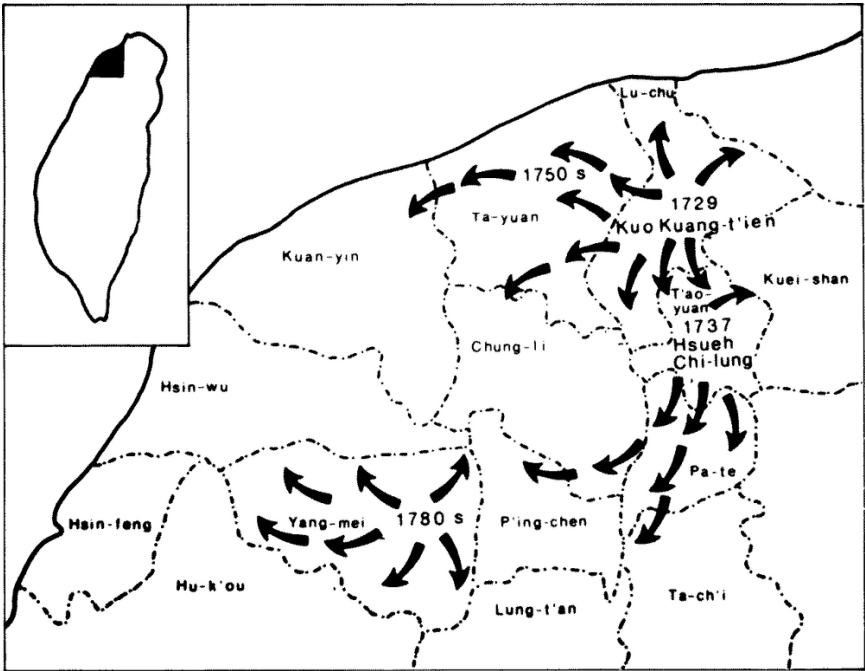 Lu-chu
1750 s
1729
Ta-yuan
Kuo Kuang-t'ien
Kuan-yin
Kuei-shan
T'ao-
yuan
1737
Hsueh
Chi-lung
Chung-li
Hsin-wu
Pa-te
Hsin-feng
Yang-mei
1780 s
P'ing-chen
Hu-k'ou
Lung-t'an
Ta-ch'i